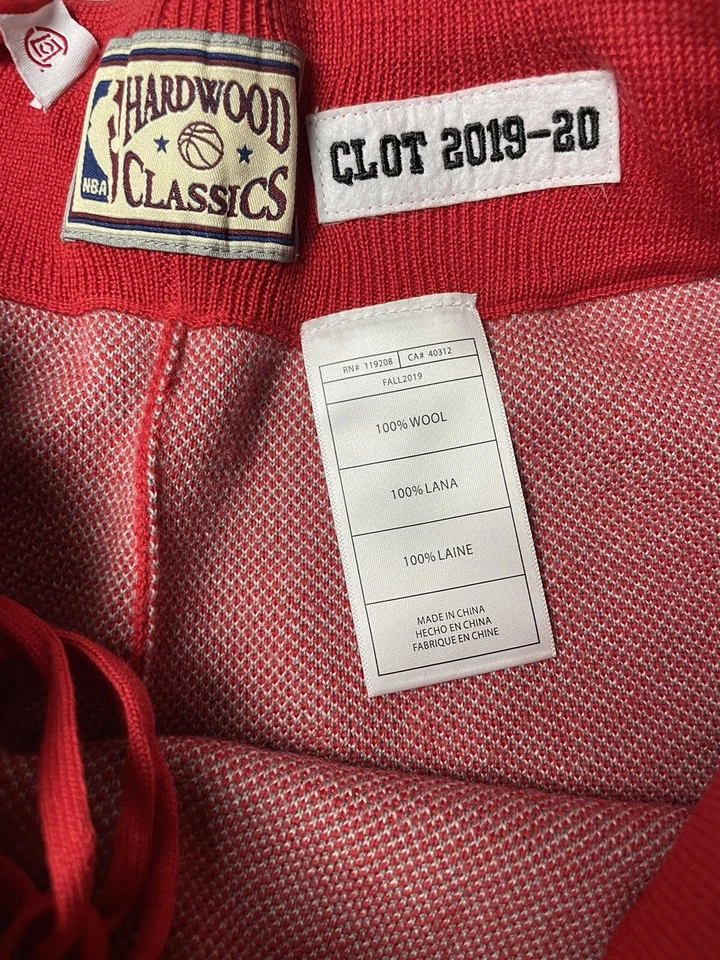 HARDWOOD
NBA
CLASSICS
CLOT 2019-20
RN# 119208 CA# 40312
FALL2019
100% WOOL
100% LANA
100% LAINE
MADE IN CHINA
HECHO EN CHINA
FABRIQUE EN CHINE